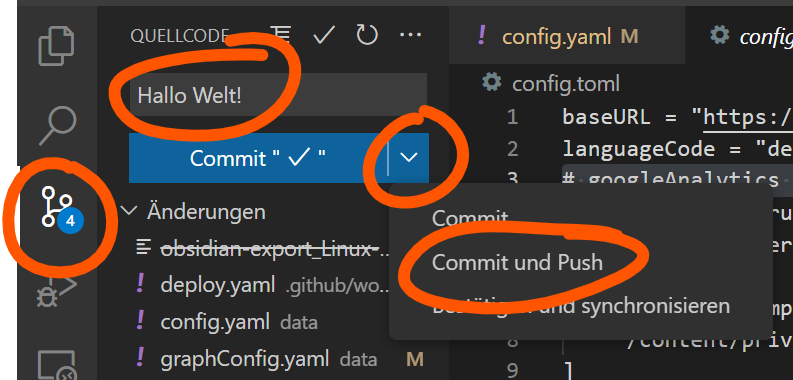 QUELLCODE
Hallo Welt!
Commit " ✓ "
4
Änderungen
obsidian-export_Linux-...
! deploy.yaml .github/wo...
! config.yaml data
! graphConfig.yaml data M
Commit
Commit und Push
Bestätigen und synchronisieren
! config.yaml M
config
config.toml
1 baseURL = "https:/
2 languageCode = "de
3 # googleAnalytics
8 /content/priv
9 ]